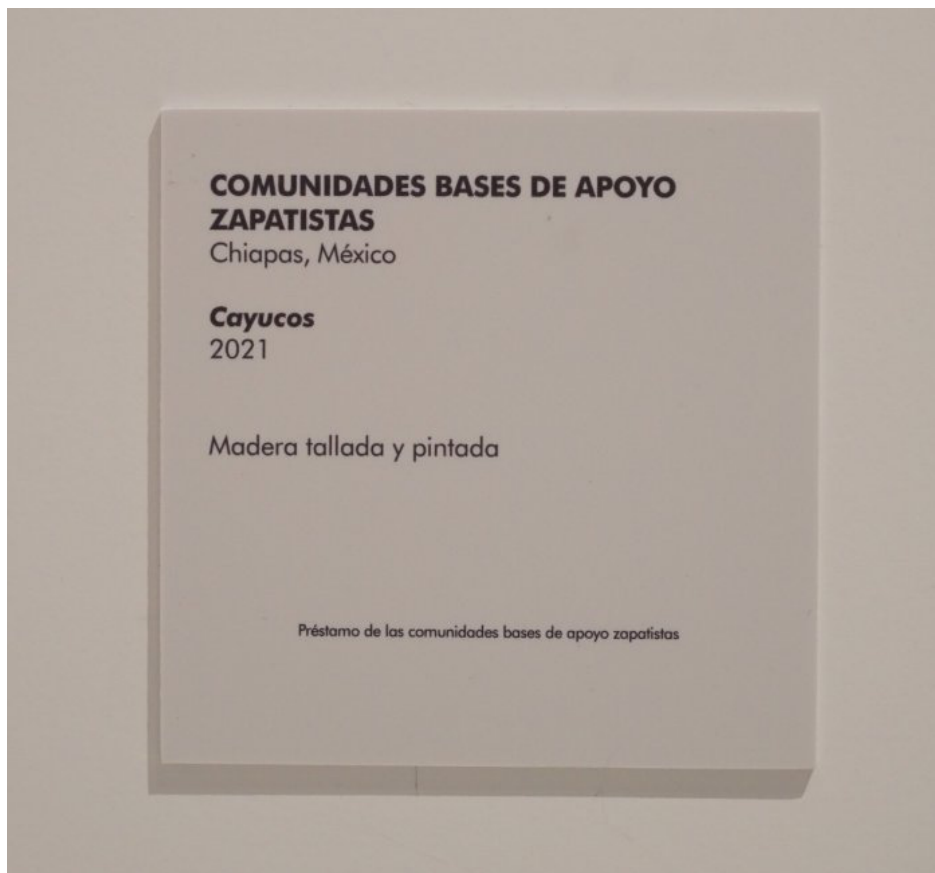 COMUNIDADES BASES DE APOYO
ZAPATISTAS
Chiapas, México
Cayucos
2021
Madera tallada y pintada
Préstamo de las comunidades bases de apoyo zapatistas